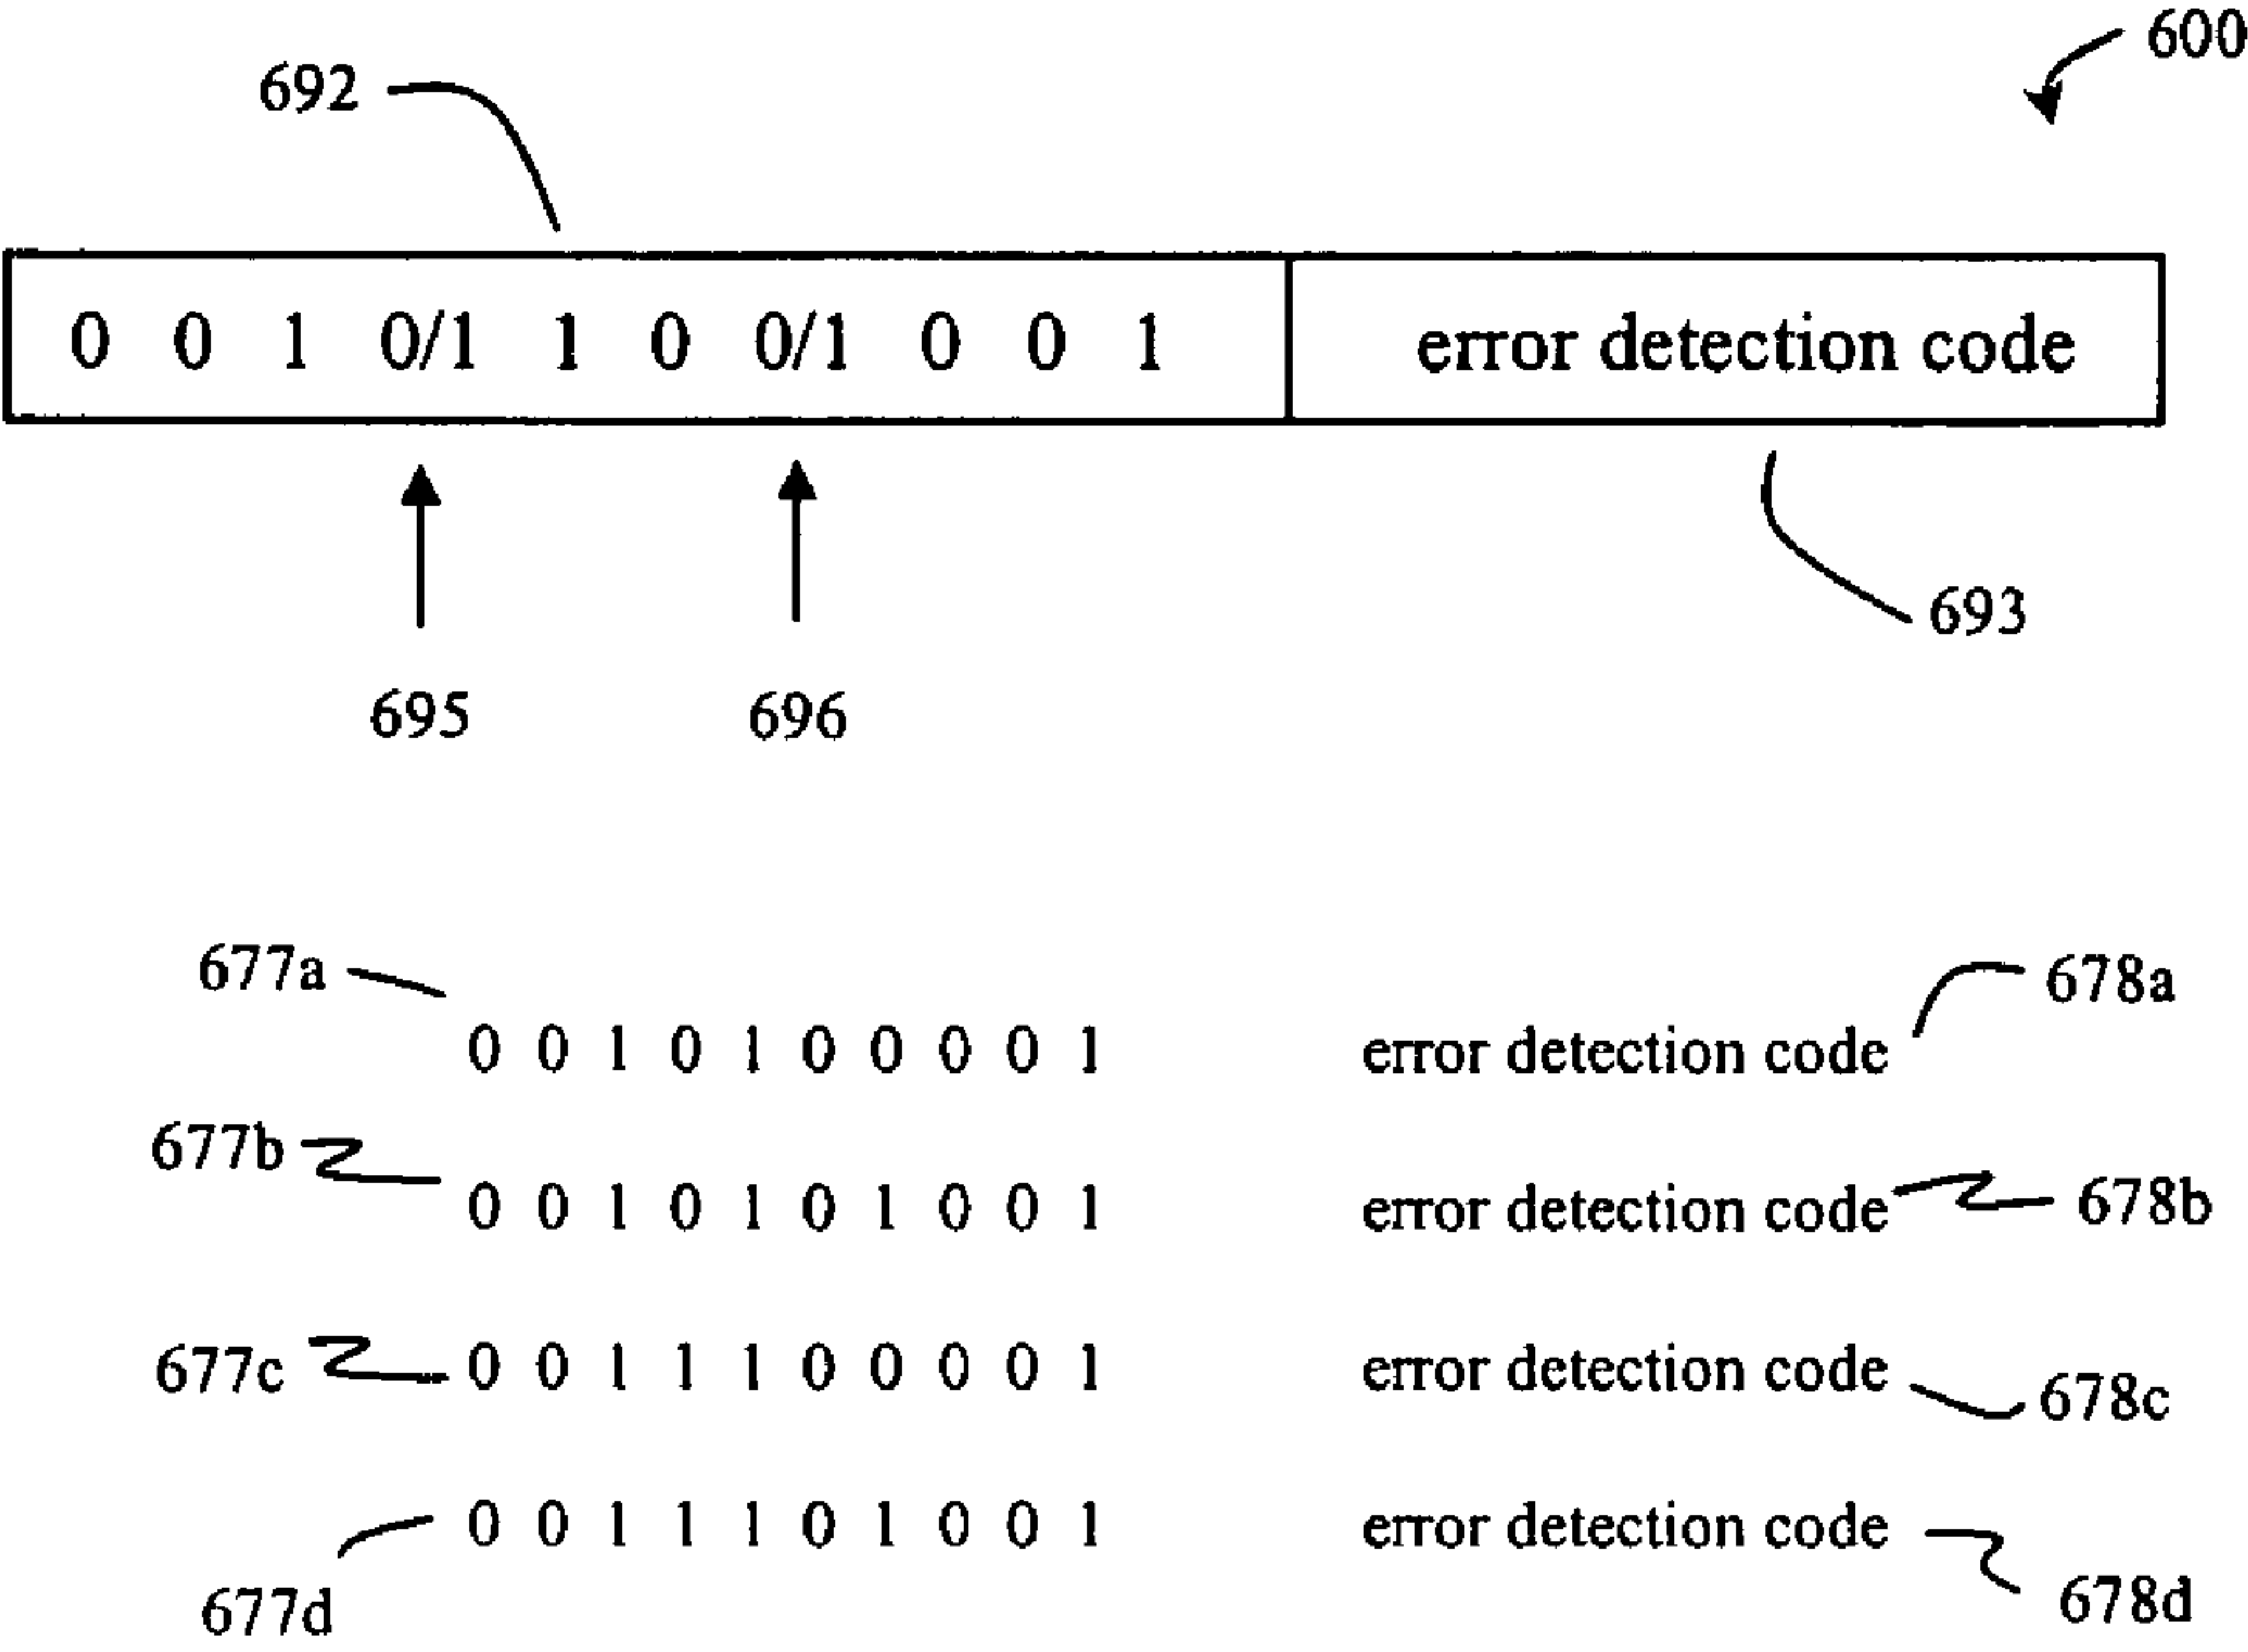 600
692
0 0 1 0/1 1 0 0/1 0 0 1 error detection code
693
695 696
677a 678a
0 0 1 0 1 0 0 0 0 1 error detection code
677b 678b
0 0 1 0 1 0 1 0 0 1 error detection code
677c 0 0 1 1 1 0 0 0 0 1 error detection code
678c
0 0 1 1 1 0 1 0 0 1 error detection code
677d 678d